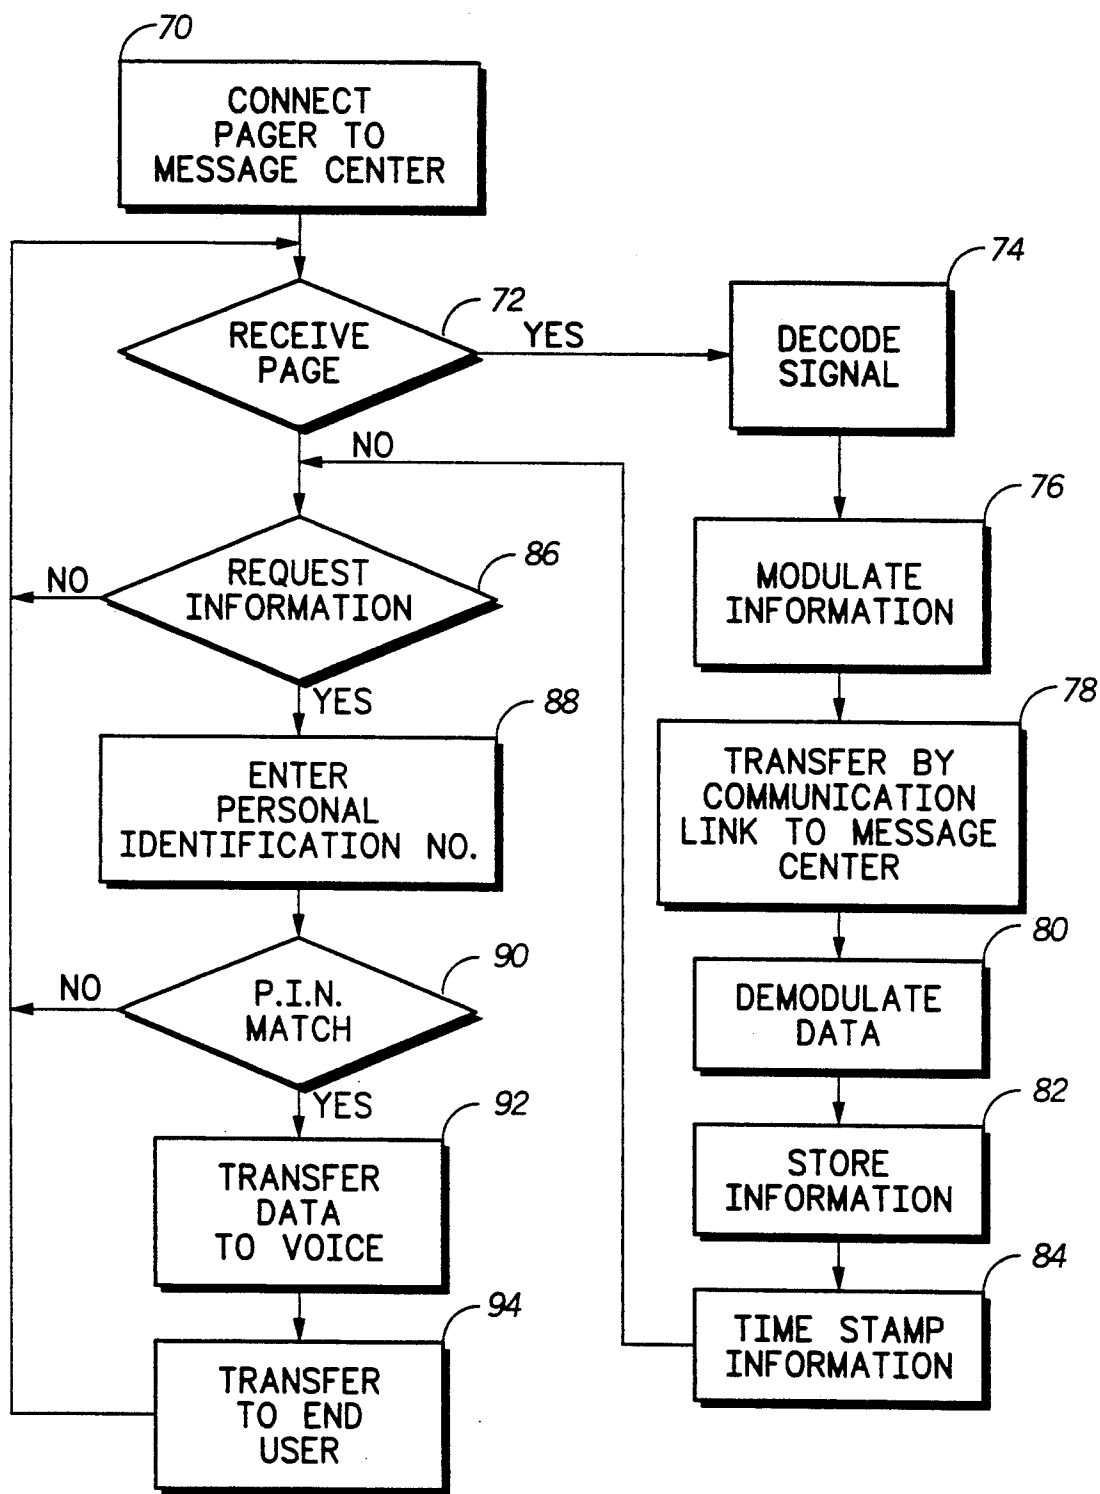 70
CONNECT
PAGER TO
MESSAGE CENTER
72
RECEIVE
PAGE
YES
NO
74
DECODE
SIGNAL
76
MODULATE
INFORMATION
78
TRANSFER BY
COMMUNICATION
LINK TO MESSAGE
CENTER
80
DEMODULATE
DATA
82
STORE
INFORMATION
84
TIME STAMP
INFORMATION
86
REQUEST
INFORMATION
NO
YES
88
ENTER
PERSONAL
IDENTIFICATION NO.
90
P.I.N.
MATCH
NO
YES
92
TRANSFER
DATA
TO VOICE
94
TRANSFER
TO END
USER